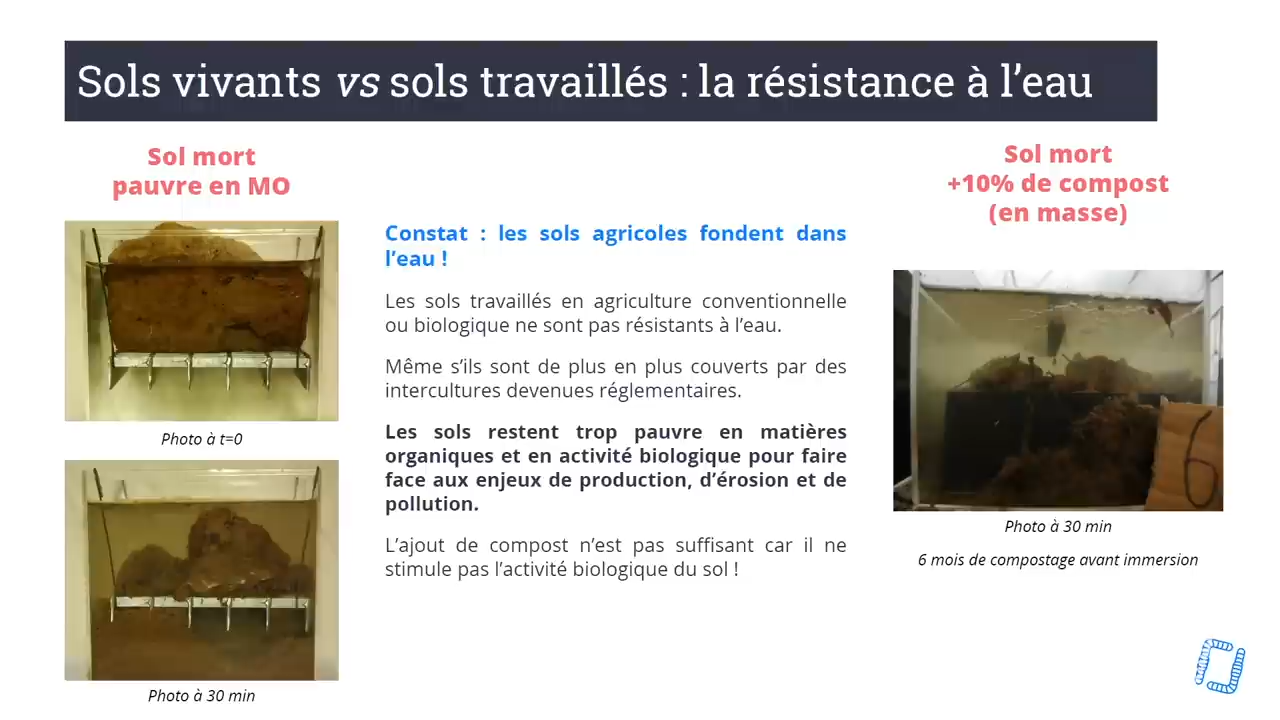 Sols vivants vs sols travaillés : la résistance à l’eau
Sol mort
pauvre en MO
Photo à t=0
Photo à 30 min
Constat : les sols agricoles fondent dans
l’eau !
Les sols travaillés en agriculture conventionnelle
ou biologique ne sont pas résistants à l’eau.
Même s’ils sont de plus en plus couverts par des
intercultures devenues réglementaires.
Les sols restent trop pauvre en matières
organiques et en activité biologique pour faire
face aux enjeux de production, d’érosion et de
pollution.
L’ajout de compost n’est pas suffisant car il ne
stimule pas l’activité biologique du sol !
Sol mort
+10% de compost
(en masse)
6
Photo à 30 min
6 mois de compostage avant immersion